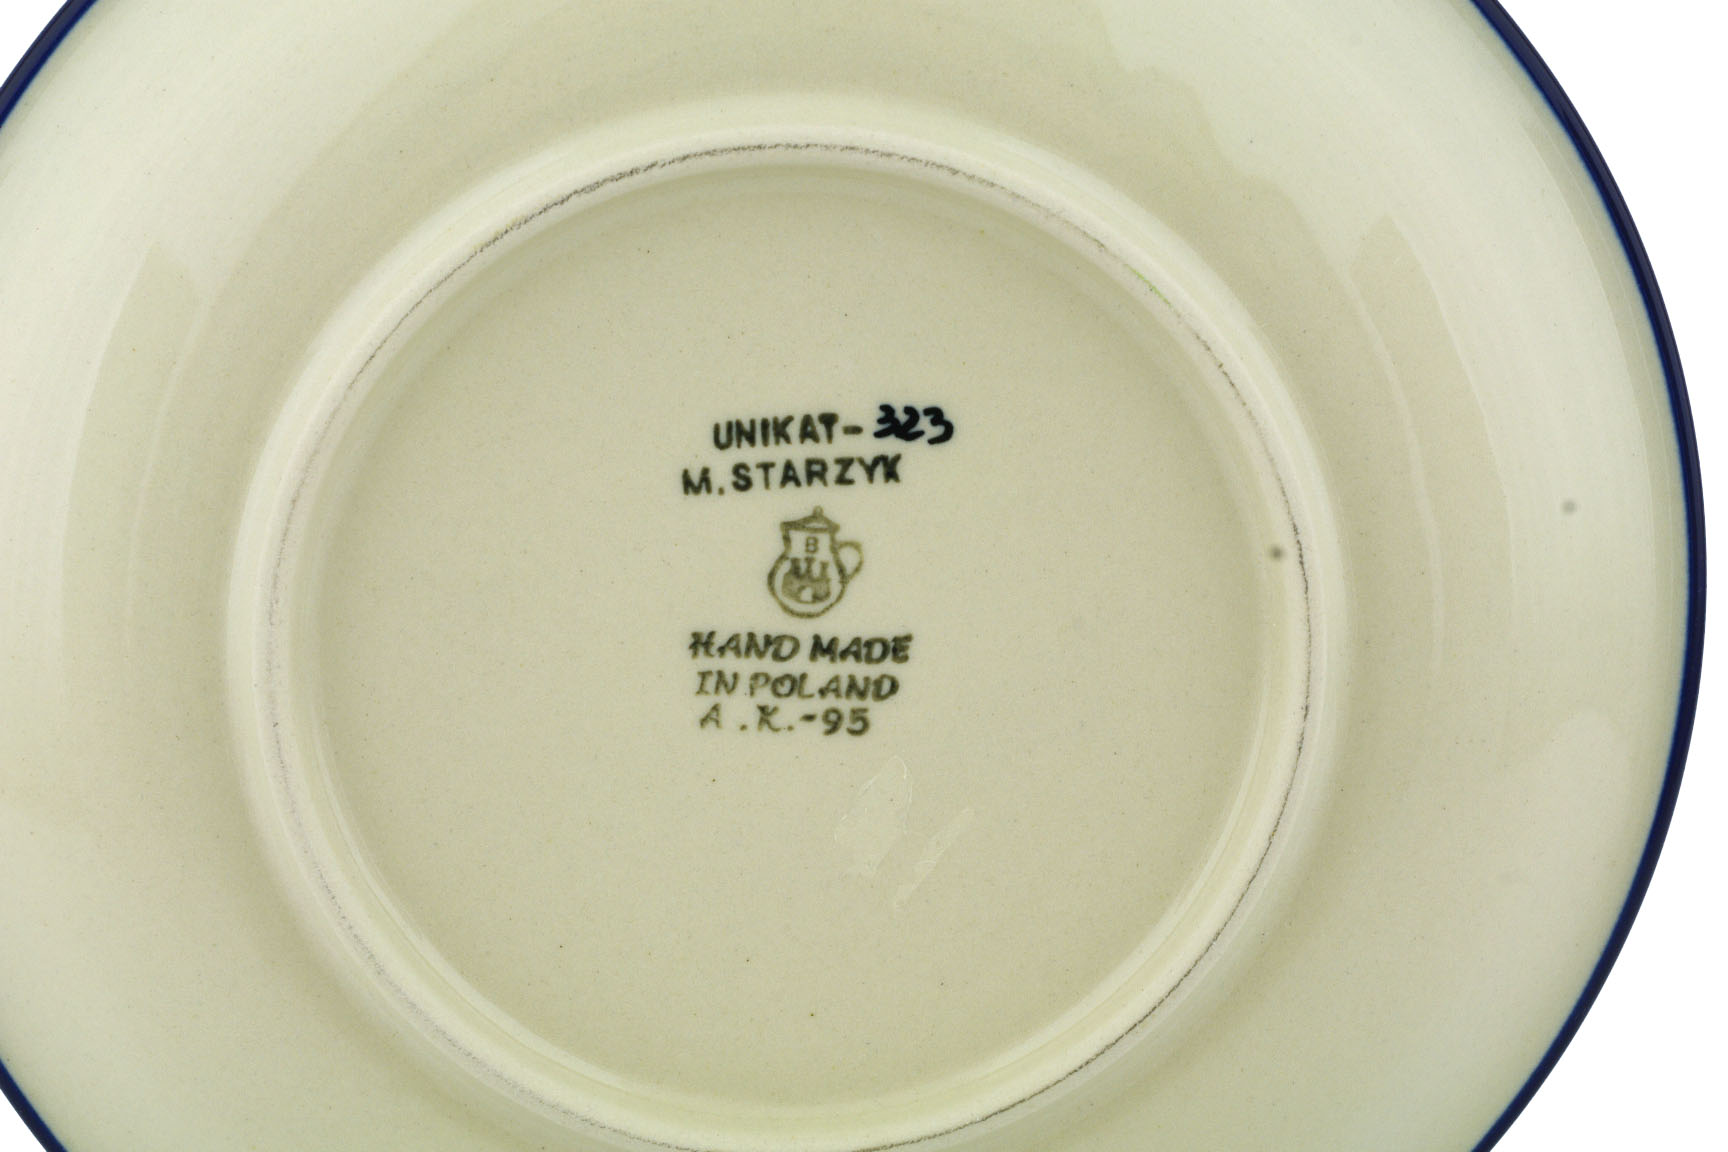 UNIKAT-323
M.STARZYK
B
HAND MADE
IN POLAND
A.K.-95